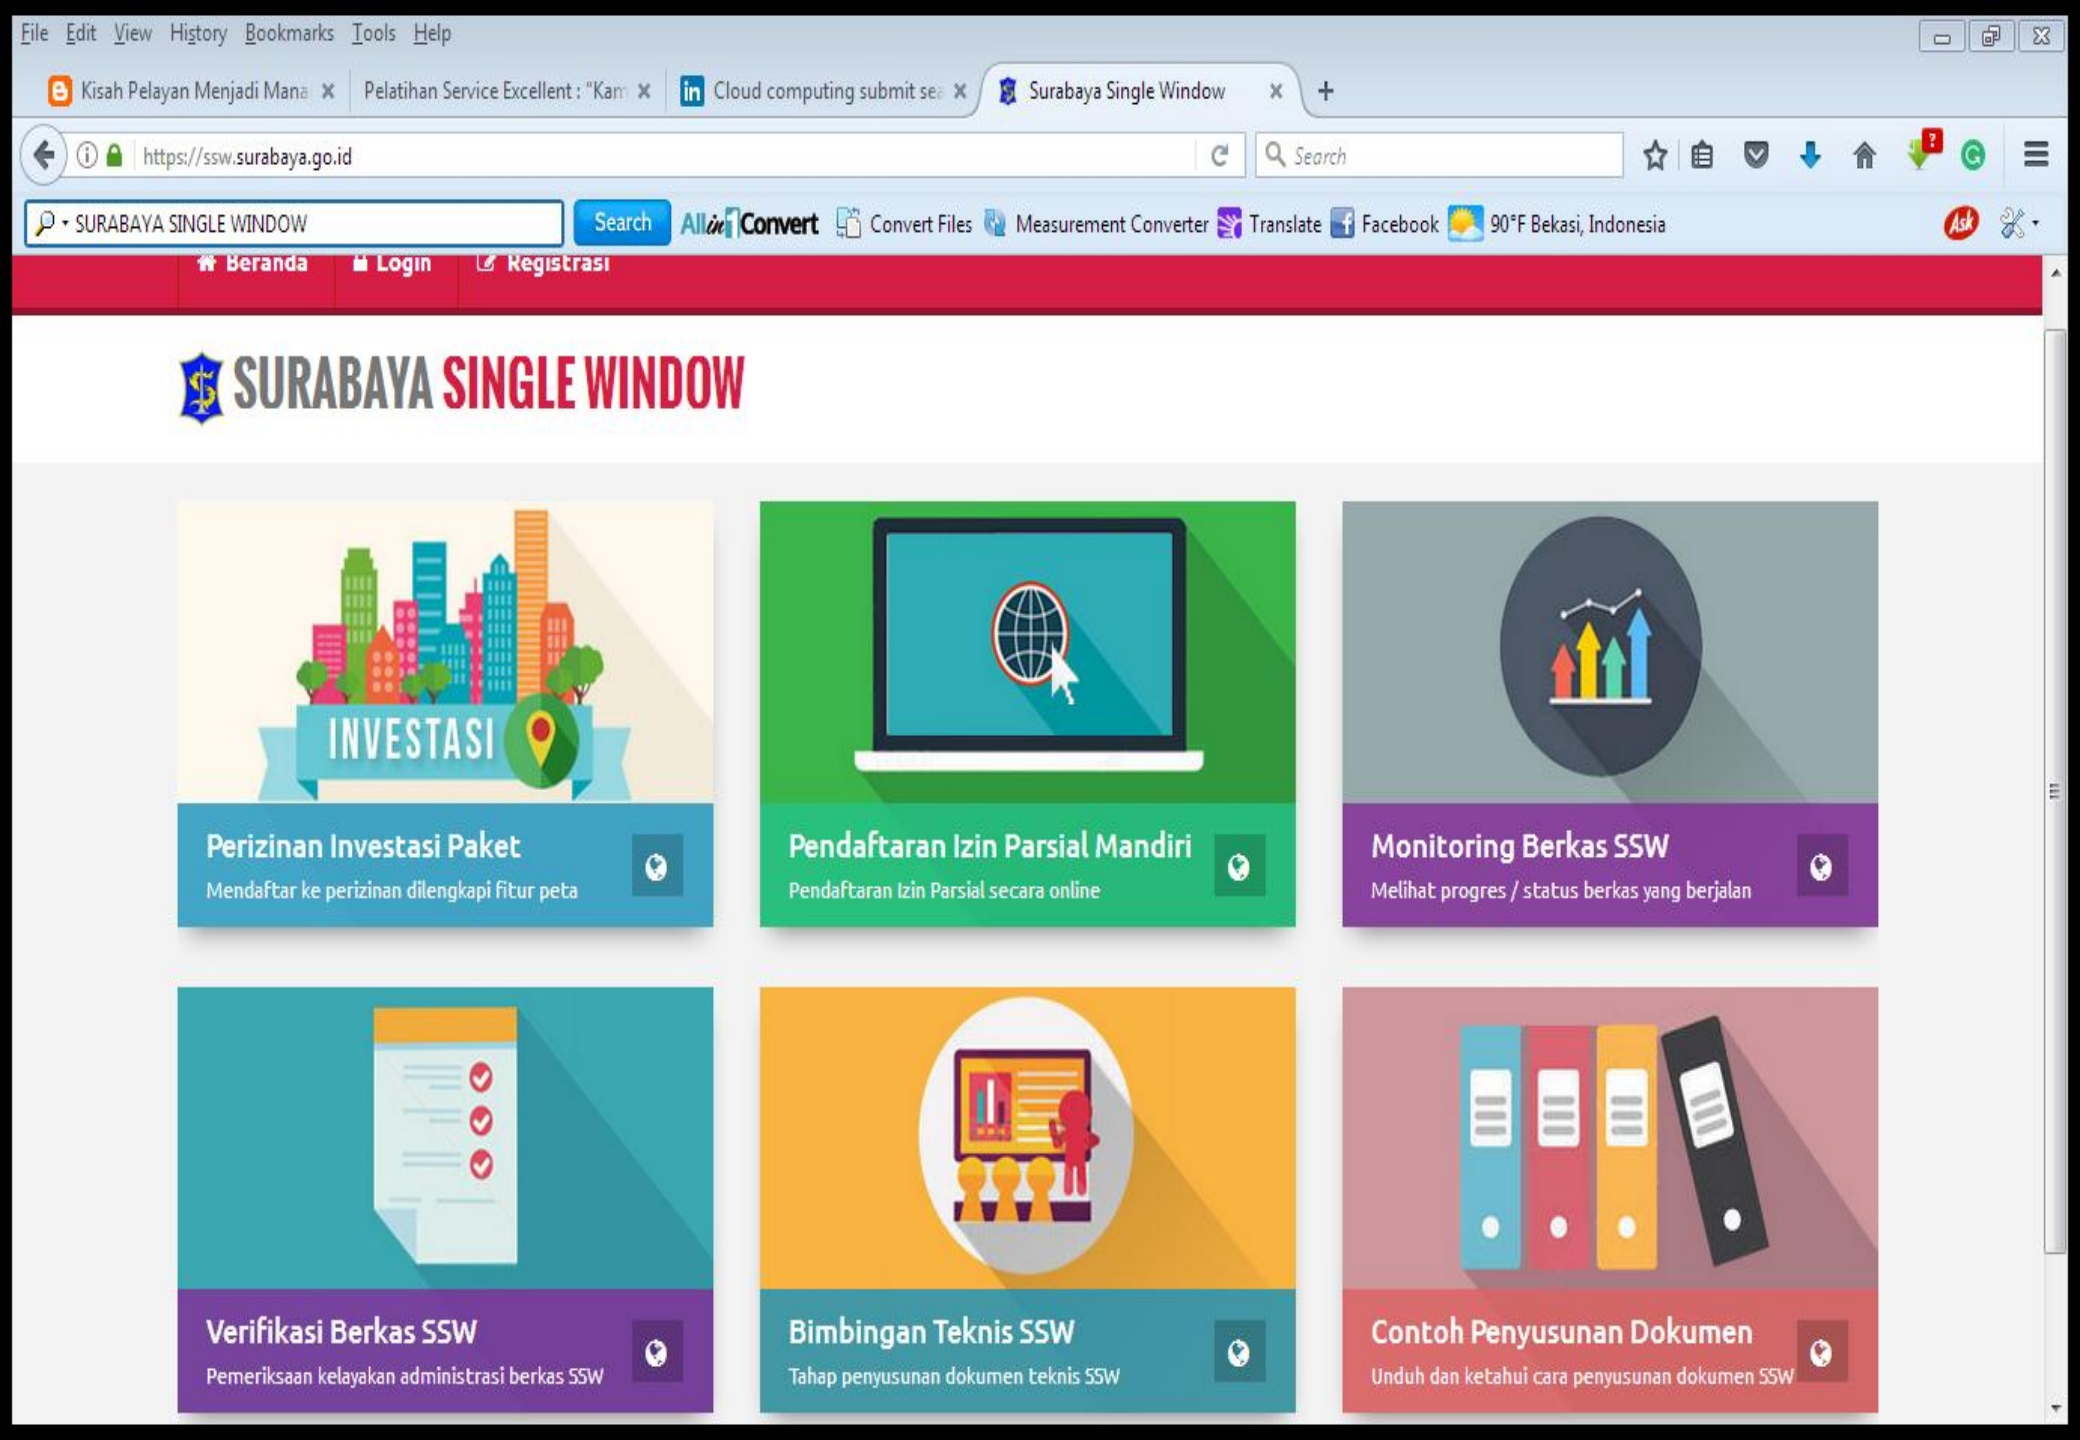 File Edit View History Bookmarks Tools Help
Kisah Pelayan Menjadi Mana
Pelatihan Service Excellent : "Kam
in Cloud computing submit sea
Surabaya Single Window
https://ssw.surabaya.go.id
Search
?
G
SURABAYA SINGLE WINDOW
Search
Allin1Convert
Convert Files
Measurement Converter
Translate
Facebook
90°F Bekasi, Indonesia
Ask
Beranda
Login
Registrasi
SURABAYA SINGLE WINDOW
INVESTASI
Perizinan Investasi Paket
Mendaftar ke perizinan dilengkapi fitur peta
Pendaftaran Izin Parsial Mandiri
Pendaftaran Izin Parsial secara online
Monitoring Berkas SSW
Melihat progres / status berkas yang berjalan
Verifikasi Berkas SSW
Pemeriksaan kelayakan administrasi berkas SSW
Bimbingan Teknis SSW
Tahap penyusunan dokumen teknis SSW
Contoh Penyusunan Dokumen
Unduh dan ketahui cara penyusunan dokumen SSW